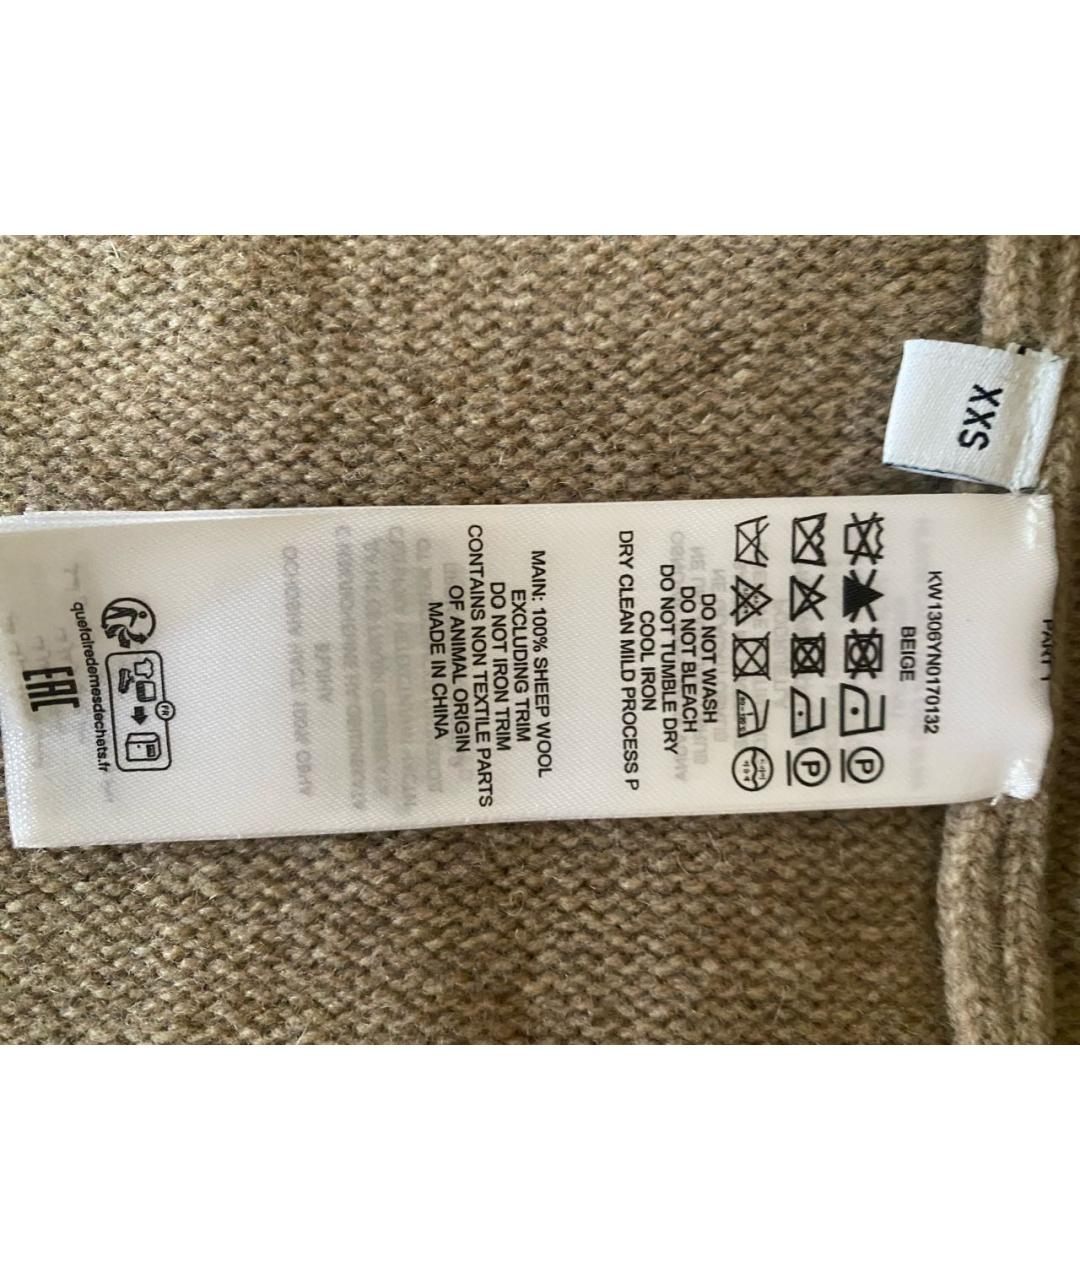 XXS
PART 1
KW1306YN0170132
BEIGE
P
P
DO NOT WASH
DO NOT BLEACH
DO NOT TUMBLE DRY
COOL IRON
DRY CLEAN MILD PROCESS P
MAIN: 100% SHEEP WOOL
EXCLUDING TRIM
DO NOT IRON TRIM
CONTAINS NON TEXTILE PARTS
OF ANIMAL ORIGIN
MADE IN CHINA
FR
quefairedemesdechets.fr
EAC